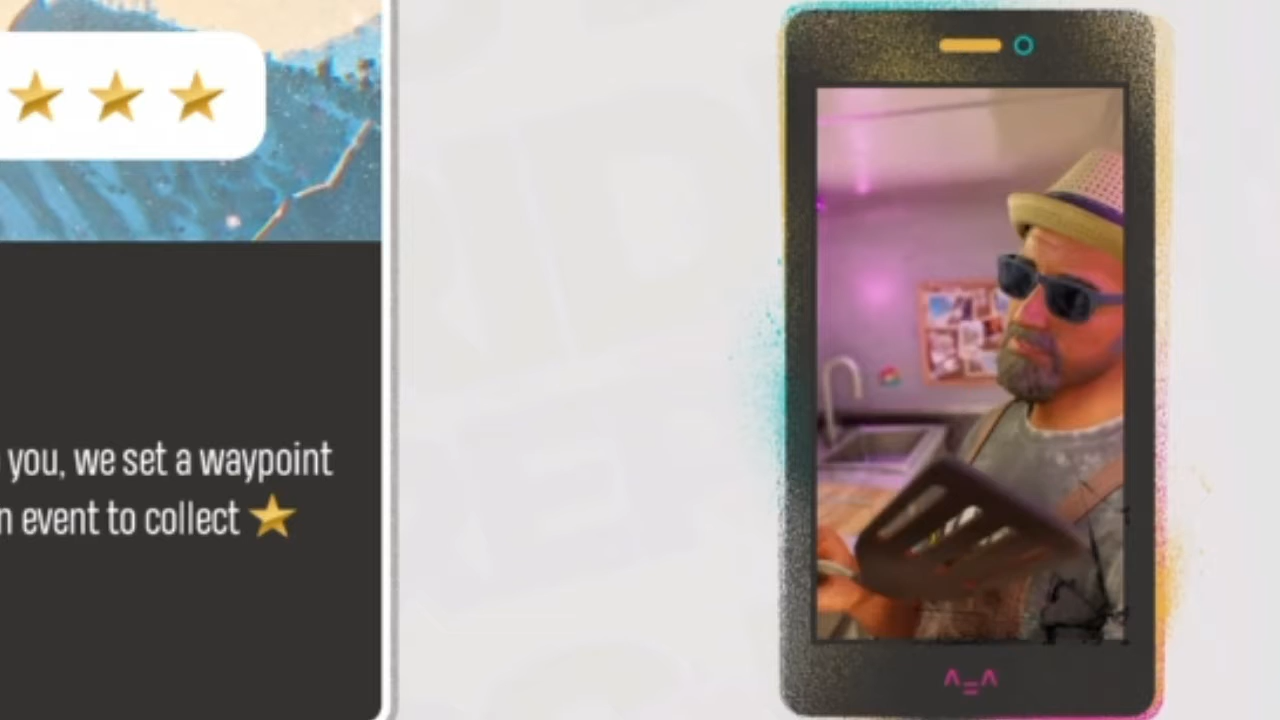 you, we set a waypoint
event to collect
^_^